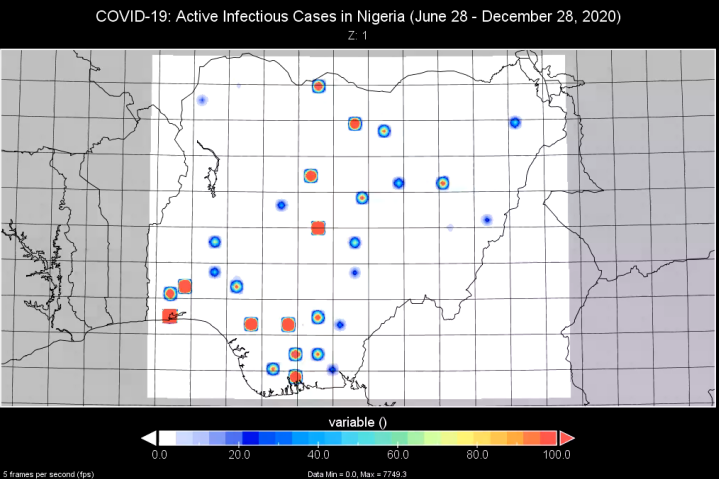 COVID-19: Active Infectious Cases in Nigeria (June 28 - December 28, 2020)
Z: 1
variable ()
0.0 20.0 40.0 60.0 80.0 100.0
5 frames per second (fps)
Data Min = 0.0, Max = 7749.3